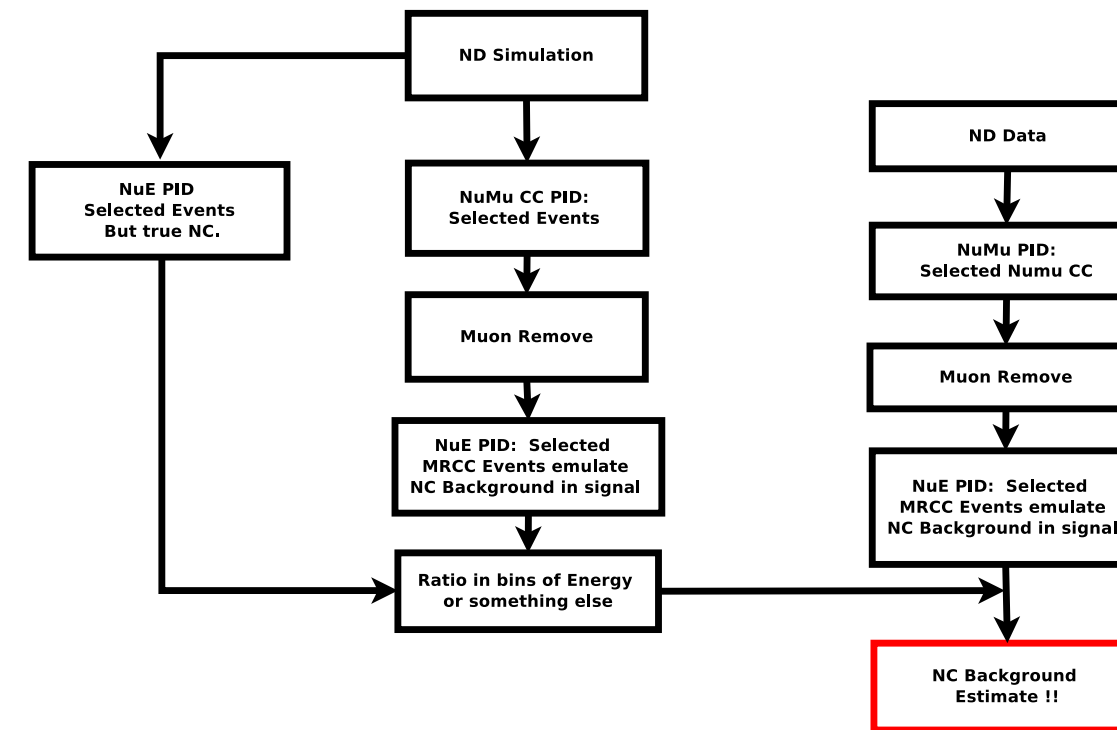 ND Simulation
NuE PID
Selected Events
But true NC.
NuMu CC PID:
Selected Events
Muon Remove
NuE PID:  Selected
MRCC Events emulate
NC Background in signal
Ratio in bins of Energy
or something else
ND Data
NuMu PID:
Selected Numu CC
Muon Remove
NuE PID:  Selected
MRCC Events emulate
NC Background in signal
NC Background
Estimate !!